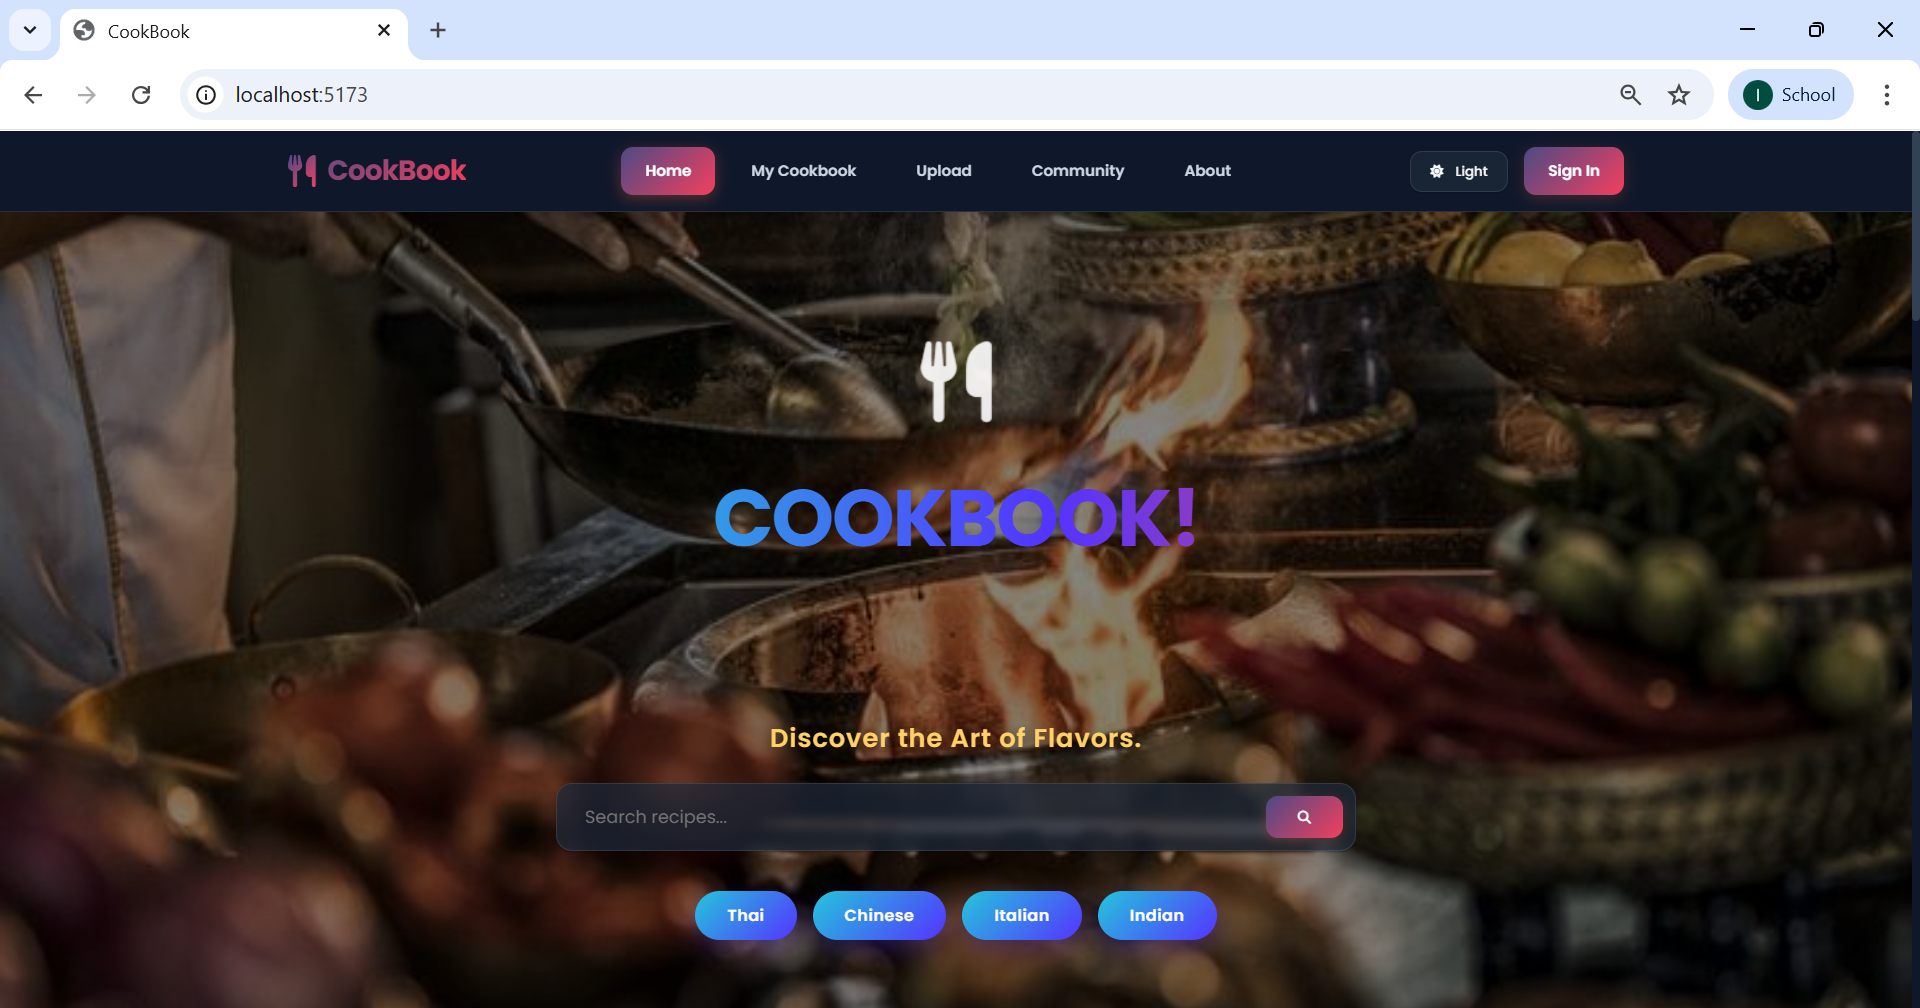 CookBook
localhost:5173
School
CookBook
Home
My Cookbook
Upload
Community
About
Light
Sign In
COOKBOOK!
Discover the Art of Flavors.
Search recipes...
Thai
Chinese
Italian
Indian